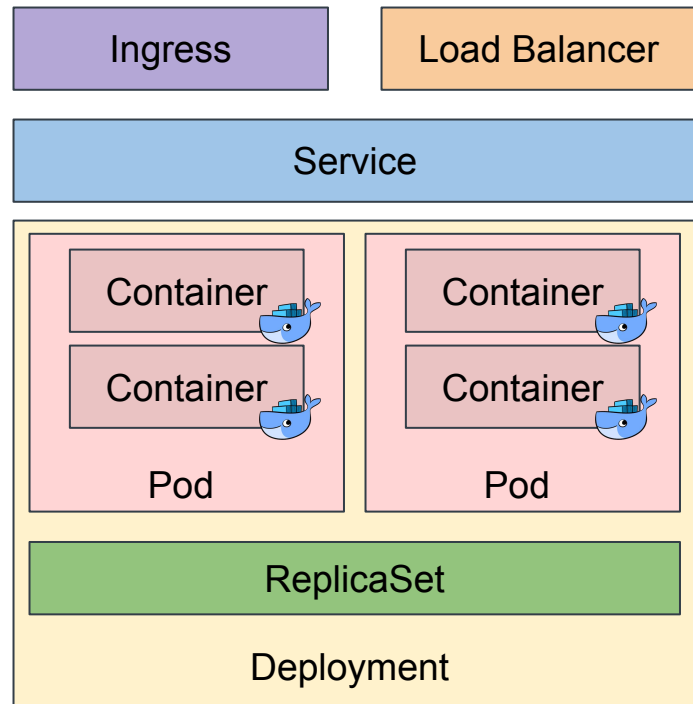 Ingress
Load Balancer
Service
Container
Container
Pod
Container
Container
Pod
ReplicaSet
Deployment